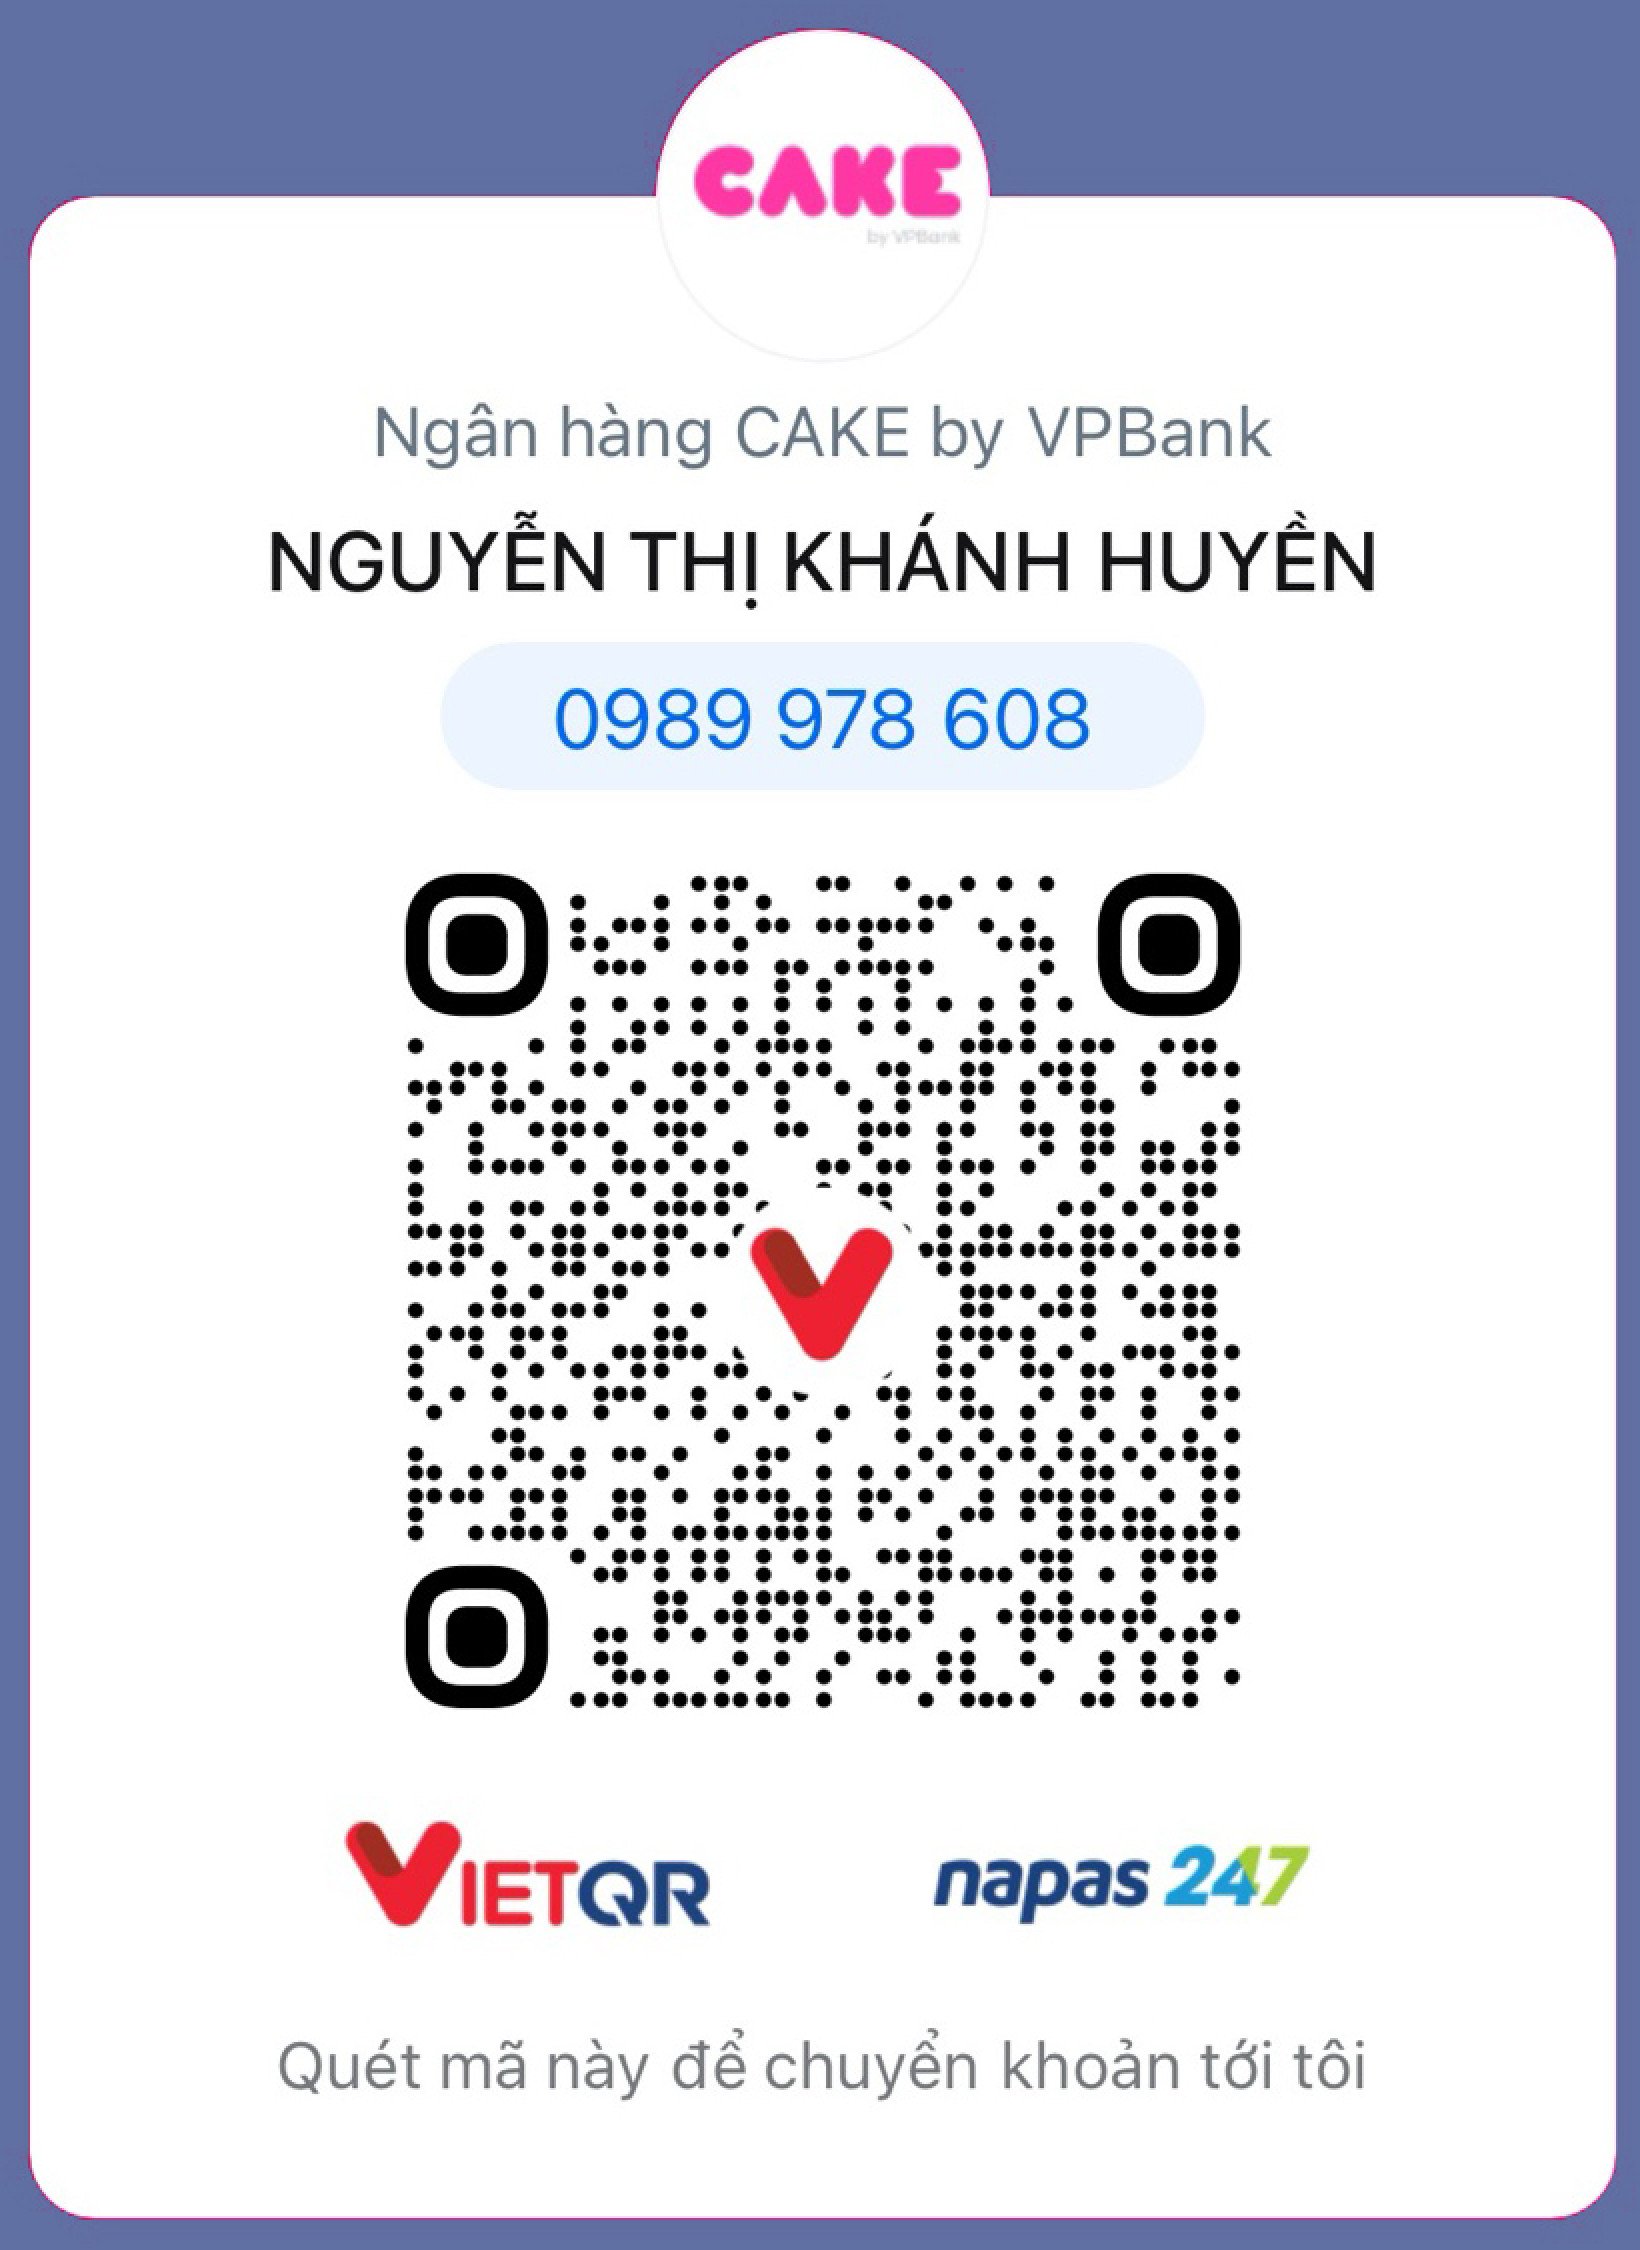 CAKE
by VPBank
Ngân hàng CAKE by VPBank
NGUYỄN THỊ KHÁNH HUYỀN
0989 978 608
VIETQR
napas 247
Quét mã này để chuyển khoản tới tôi